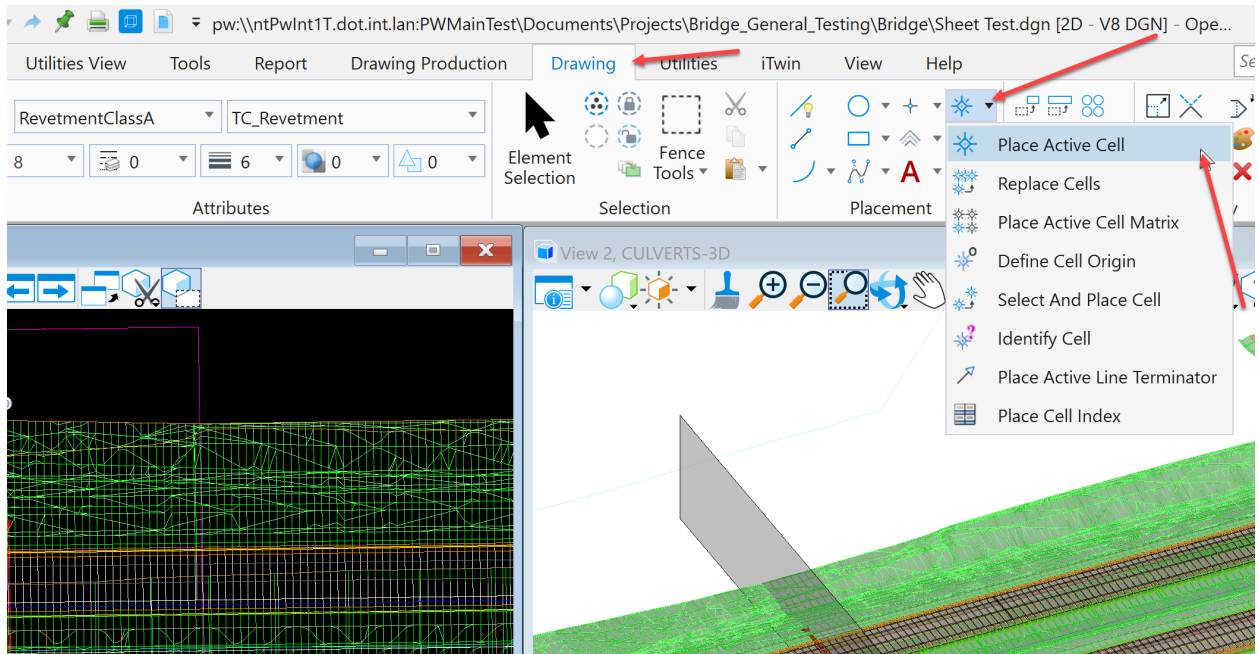 pw:\\ntPwInt1T.dot.int.lan:PWMainTest\Documents\Projects\Bridge_General_Testing\Bridge\Sheet Test.dgn [2D - V8 DGN] - Ope...
Utilities View Tools Report Drawing Production Drawing Utilities iTwin View Help Se
RevetmentClassA TC_Revetment
8 0 6 0 0
Element
Selection
Fence
Tools
Attributes Selection Placement
Place Active Cell
Replace Cells
Place Active Cell Matrix
Define Cell Origin
Select And Place Cell
Identify Cell
Place Active Line Terminator
Place Cell Index
View 2, CULVERTS-3D